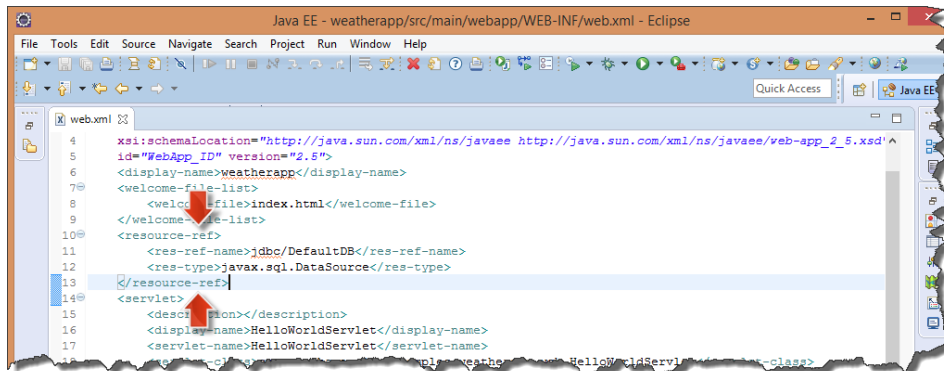 Java EE - weatherapp/src/main/webapp/WEB-INF/web.xml - Eclipse
File Tools Edit Source Navigate Search Project Run Window Help
Quick Access
Java EE
web.xml
4 xsi:schemaLocation="http://java.sun.com/xml/ns/javaee http://java.sun.com/xml/ns/javaee/web-app_2_5.xsd"
5 id="WebApp_ID" version="2.5">
6 <display-name>weatherapp</display-name>
7 <welcome-file-list>
8 <welcome-file>index.html</welcome-file>
9 </welcome-file-list>
10 <resource-ref>
11 <res-ref-name>jdbc/DefaultDB</res-ref-name>
12 <res-type>javax.sql.DataSource</res-type>
13 </resource-ref>
14 <servlet>
15 <description></description>
16 <display-name>HelloWorldServlet</display-name>
17 <servlet-name>HelloWorldServlet</servlet-name>